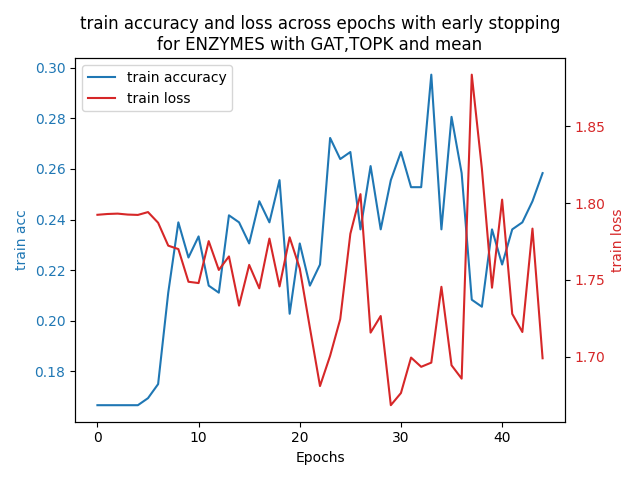 train accuracy and loss across epochs with early stopping
for ENZYMES with GAT,TOPK and mean
train accuracy
train loss
0.30
0.28
0.26
0.24
0.22
0.20
0.18
train acc
1.85
1.80
1.75
1.70
train loss
0
10
20
30
40
Epochs